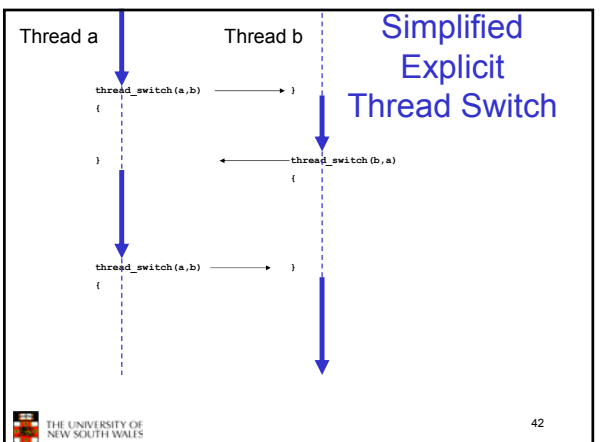 Thread a
Thread b
Simplified
Explicit
Thread Switch
thread_switch(a,b)
}
{
}
thread_switch(b,a)
{
thread_switch(a,b)
}
{
THE UNIVERSITY OF
NEW SOUTH WALES
42